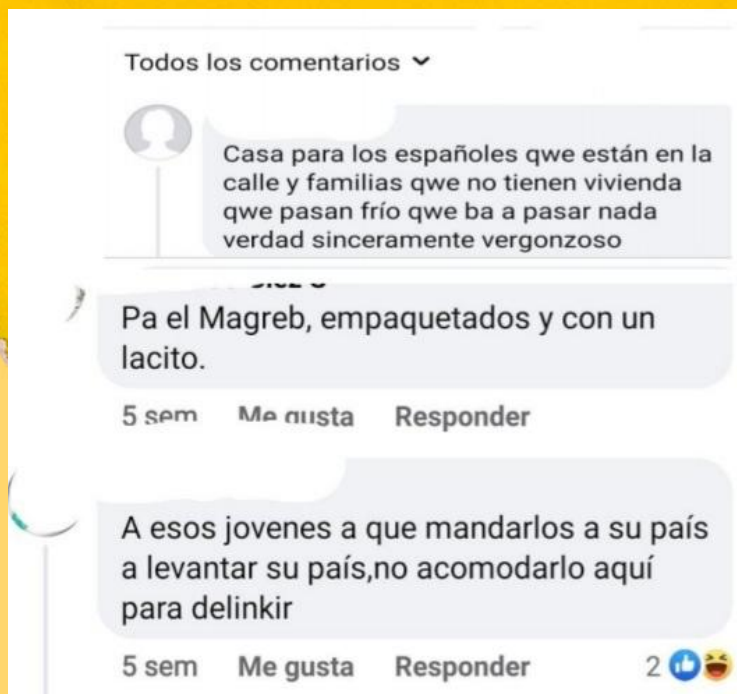 Todos los comentarios
Casa para los españoles qwe están en la
calle y familias qwe no tienen vivienda
qwe pasan frío qwe ba a pasar nada
verdad sinceramente vergonzoso
Pa el Magreb, empaquetados y con un
lacito.
5 sem Me gusta Responder
A esos jovenes a que mandarlos a su país
a levantar su país,no acomodarlo aquí
para delinkir
5 sem Me gusta Responder 2